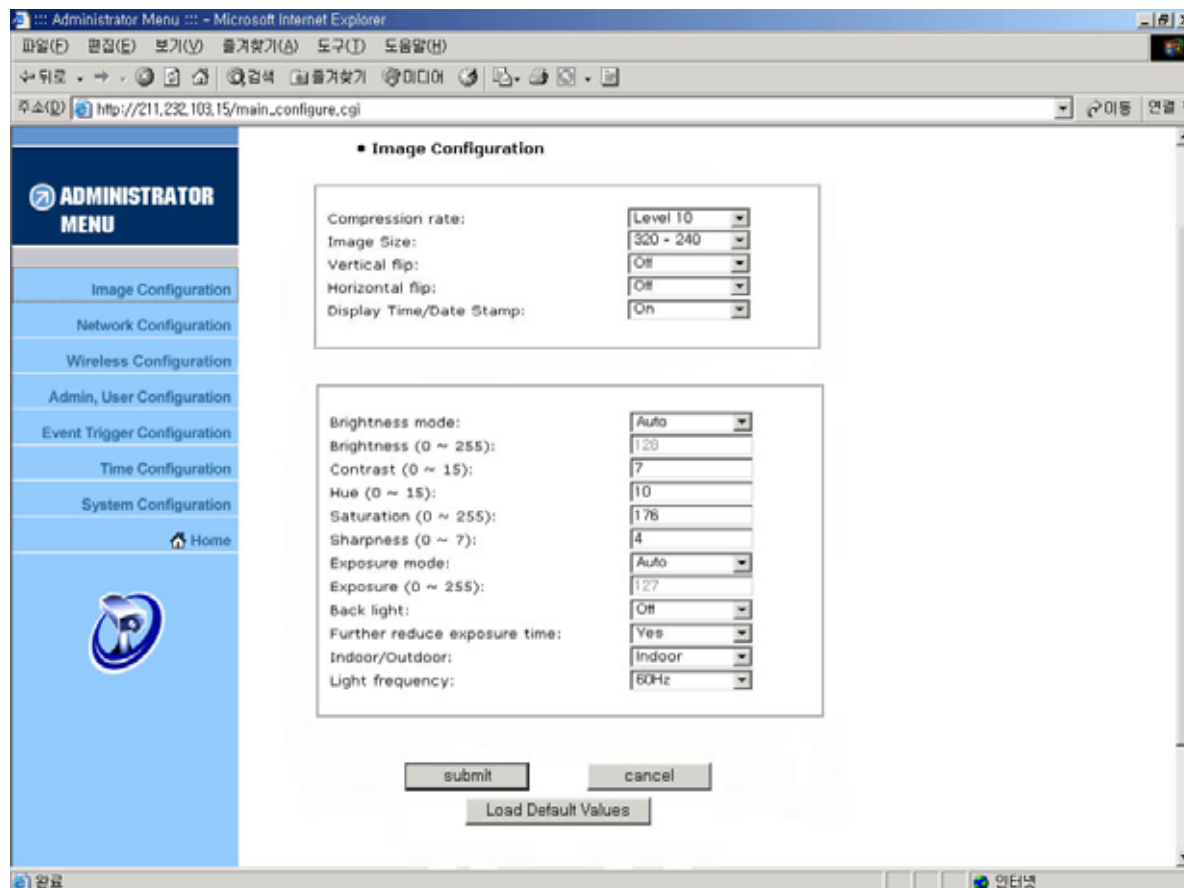 ::: Administrator Menu ::: - Microsoft Internet Explorer
파일(F) 편집(E) 보기(V) 즐겨찾기(A) 도구(T) 도움말(H)
뒤로 검색 즐겨찾기 미디어
주소(D) http://211,232,103,15/main_configure,cgi 이동 연결
ADMINISTRATOR
MENU
Image Configuration
Network Configuration
Wireless Configuration
Admin, User Configuration
Event Trigger Configuration
Time Configuration
System Configuration
Home
• Image Configuration
Compression rate: Level 10
Image Size: 320 - 240
Vertical flip: Off
Horizontal flip: Off
Display Time/Date Stamp: On
Brightness mode: Auto
Brightness (0 ~ 255): 128
Contrast (0 ~ 15): 7
Hue (0 ~ 15): 10
Saturation (0 ~ 255): 176
Sharpness (0 ~ 7): 4
Exposure mode: Auto
Exposure (0 ~ 255): 127
Back light: Off
Further reduce exposure time: Yes
Indoor/Outdoor: Indoor
Light frequency: 60Hz
submit cancel
Load Default Values
완료 인터넷